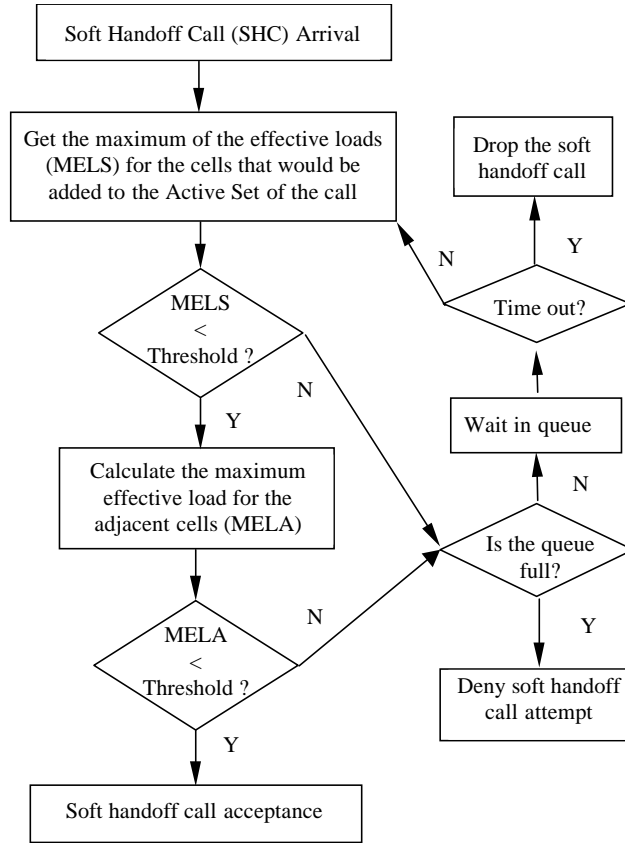 Soft Handoff Call (SHC) Arrival
Get the maximum of the effective loads
(MELS) for the cells that would be
added to the Active Set of the call
Drop the soft
handoff call
N
Y
MELS
<
Threshold ?
Time out?
N
Y
Wait in queue
Calculate the maximum
effective load for the
adjacent cells (MELA)
N
Is the queue
full?
MELA
<
Threshold ?
N
Y
Deny soft handoff
call attempt
Y
Soft handoff call acceptance